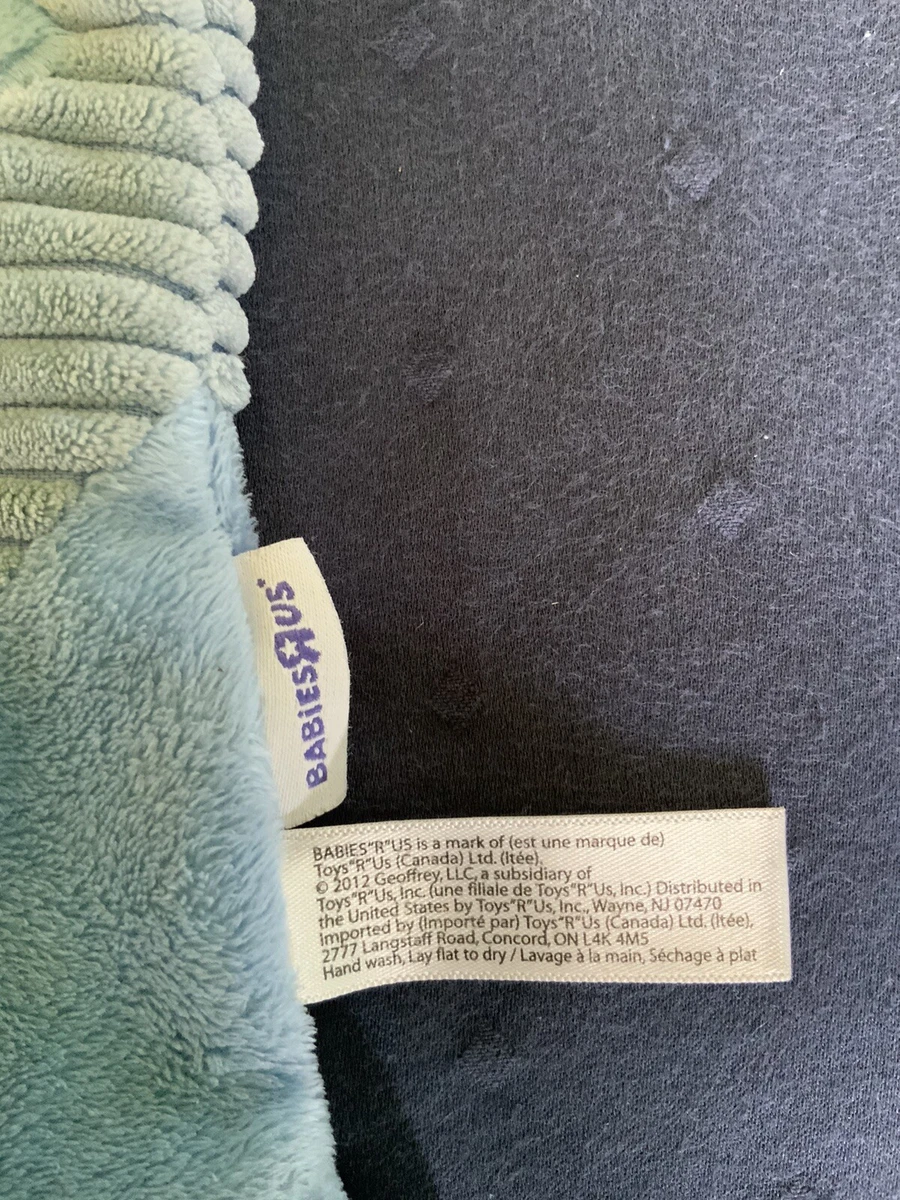 BABiESRUS
BABIES"R"US is a mark of (est une marque de)
Toys"R"Us (Canada) Ltd. (ltée).
© 2012 Geoffrey, LLC, a subsidiary of
Toys"R"Us, Inc. (une filiale de Toys"R"Us, Inc.) Distributed in
the United States by Toys"R"Us, Inc., Wayne, NJ 07470
Imported by (Importé par) Toys"R"Us (Canada) Ltd. (ltée),
2777 Langstaff Road, Concord, ON L4K 4M5
Hand wash, Lay flat to dry / Lavage à la main, Séchage à plat